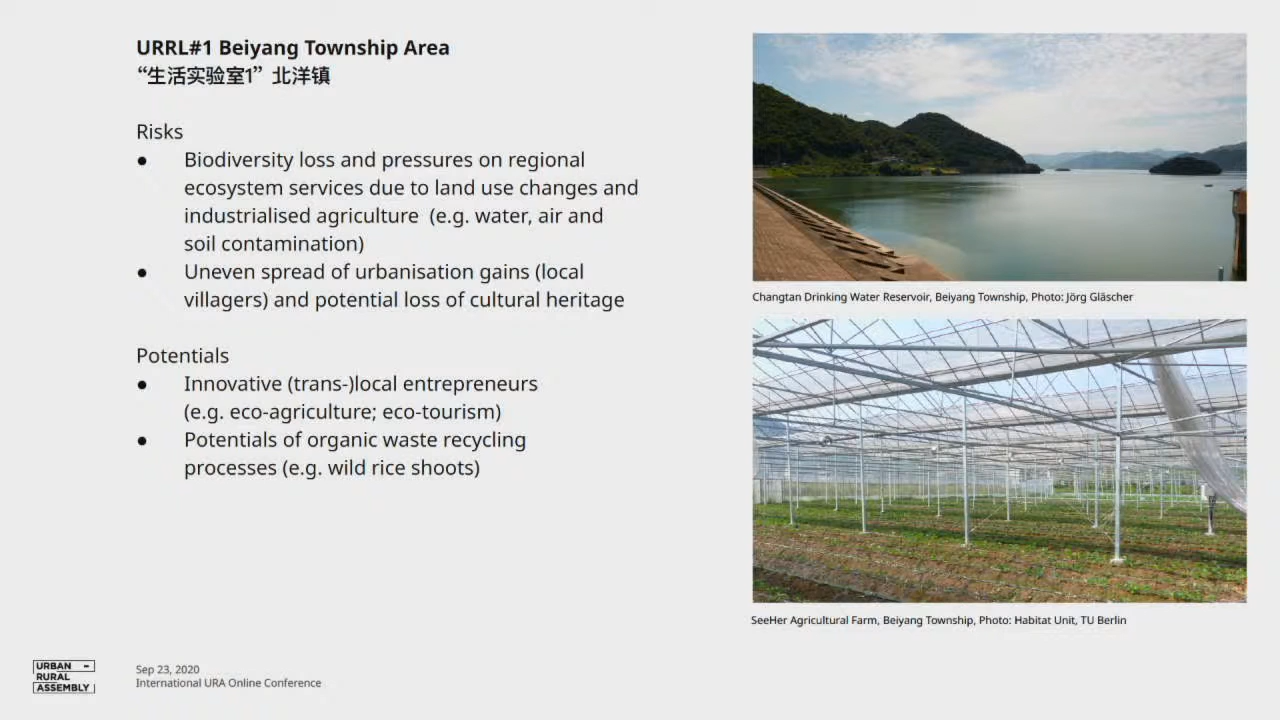 URRL#1 Beiyang Township Area
“生活实验室1” 北洋镇
Risks
● Biodiversity loss and pressures on regional
ecosystem services due to land use changes and
industrialised agriculture (e.g. water, air and
soil contamination)
● Uneven spread of urbanisation gains (local
villagers) and potential loss of cultural heritage
Potentials
● Innovative (trans-)local entrepreneurs
(e.g. eco-agriculture; eco-tourism)
● Potentials of organic waste recycling
processes (e.g. wild rice shoots)
Changtan Drinking Water Reservoir, Beiyang Township, Photo: Jörg Gläscher
SeeHer Agricultural Farm, Beiyang Township, Photo: Habitat Unit, TU Berlin
URBAN –
RURAL
ASSEMBLY
Sep 23, 2020
International URA Online Conference